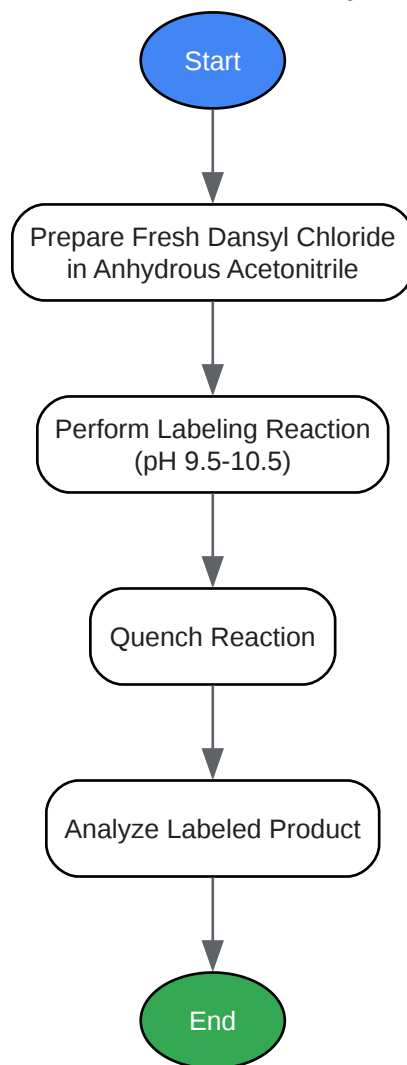 Start
Prepare Fresh Dansyl Chloride
in Anhydrous Acetonitrile
Perform Labeling Reaction
(pH 9.5-10.5)
Quench Reaction
Analyze Labeled Product
End